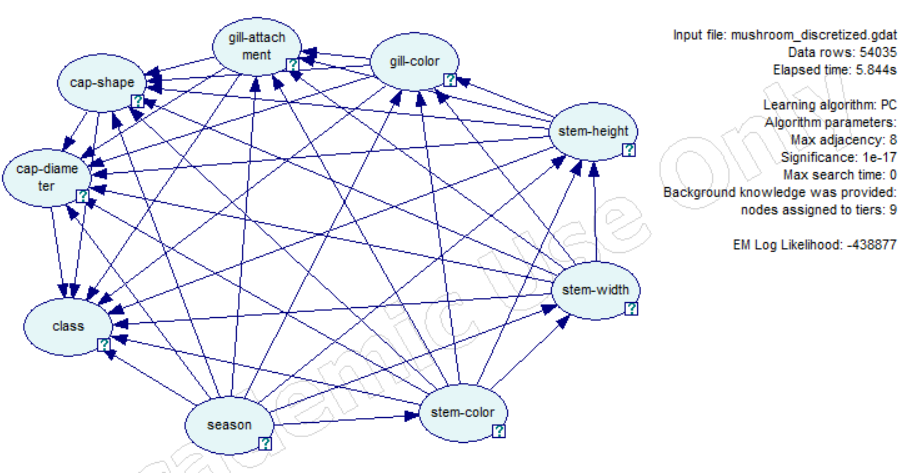 gill-attach
ment
gill-color
cap-shape
stem-height
cap-diame
ter
stem-width
class
season
stem-color
?
?
?
?
?
?
?
?
?
Input file: mushroom_discretized.gdat
Data rows: 54035
Elapsed time: 5.844s
Learning algorithm: PC
Algorithm parameters:
Max adjacency: 8
Significance: 1e-17
Max search time: 0
Background knowledge was provided:
nodes assigned to tiers: 9
EM Log Likelihood: -438877
Academic Use Only